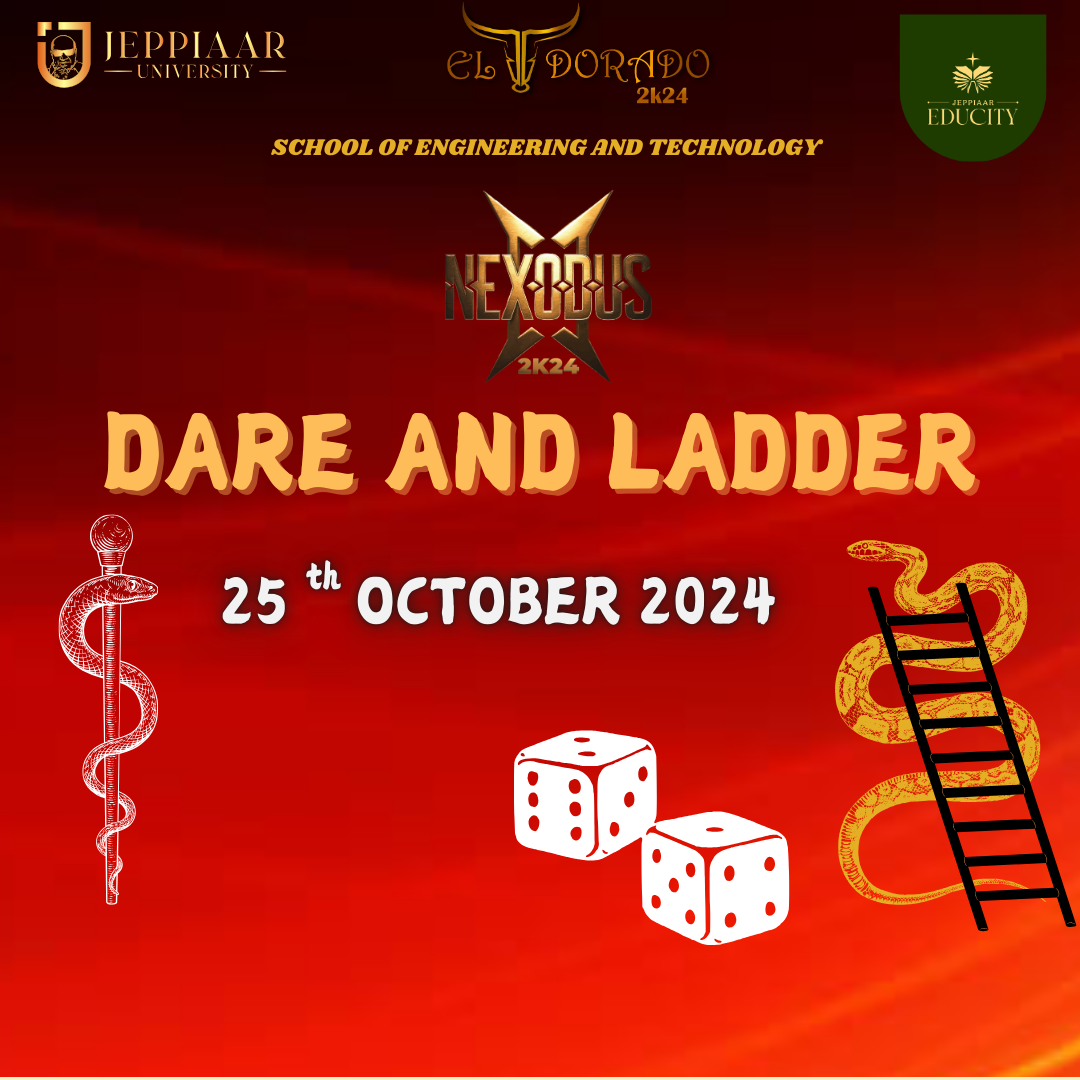 JEPPIAAR
UNIVERSITY
EL DORADO
2k24
JEPPIAAR
EDUCITY
SCHOOL OF ENGINEERING AND TECHNOLOGY
NEXODUS
2K24
DARE AND LADDER
25 th OCTOBER 2024